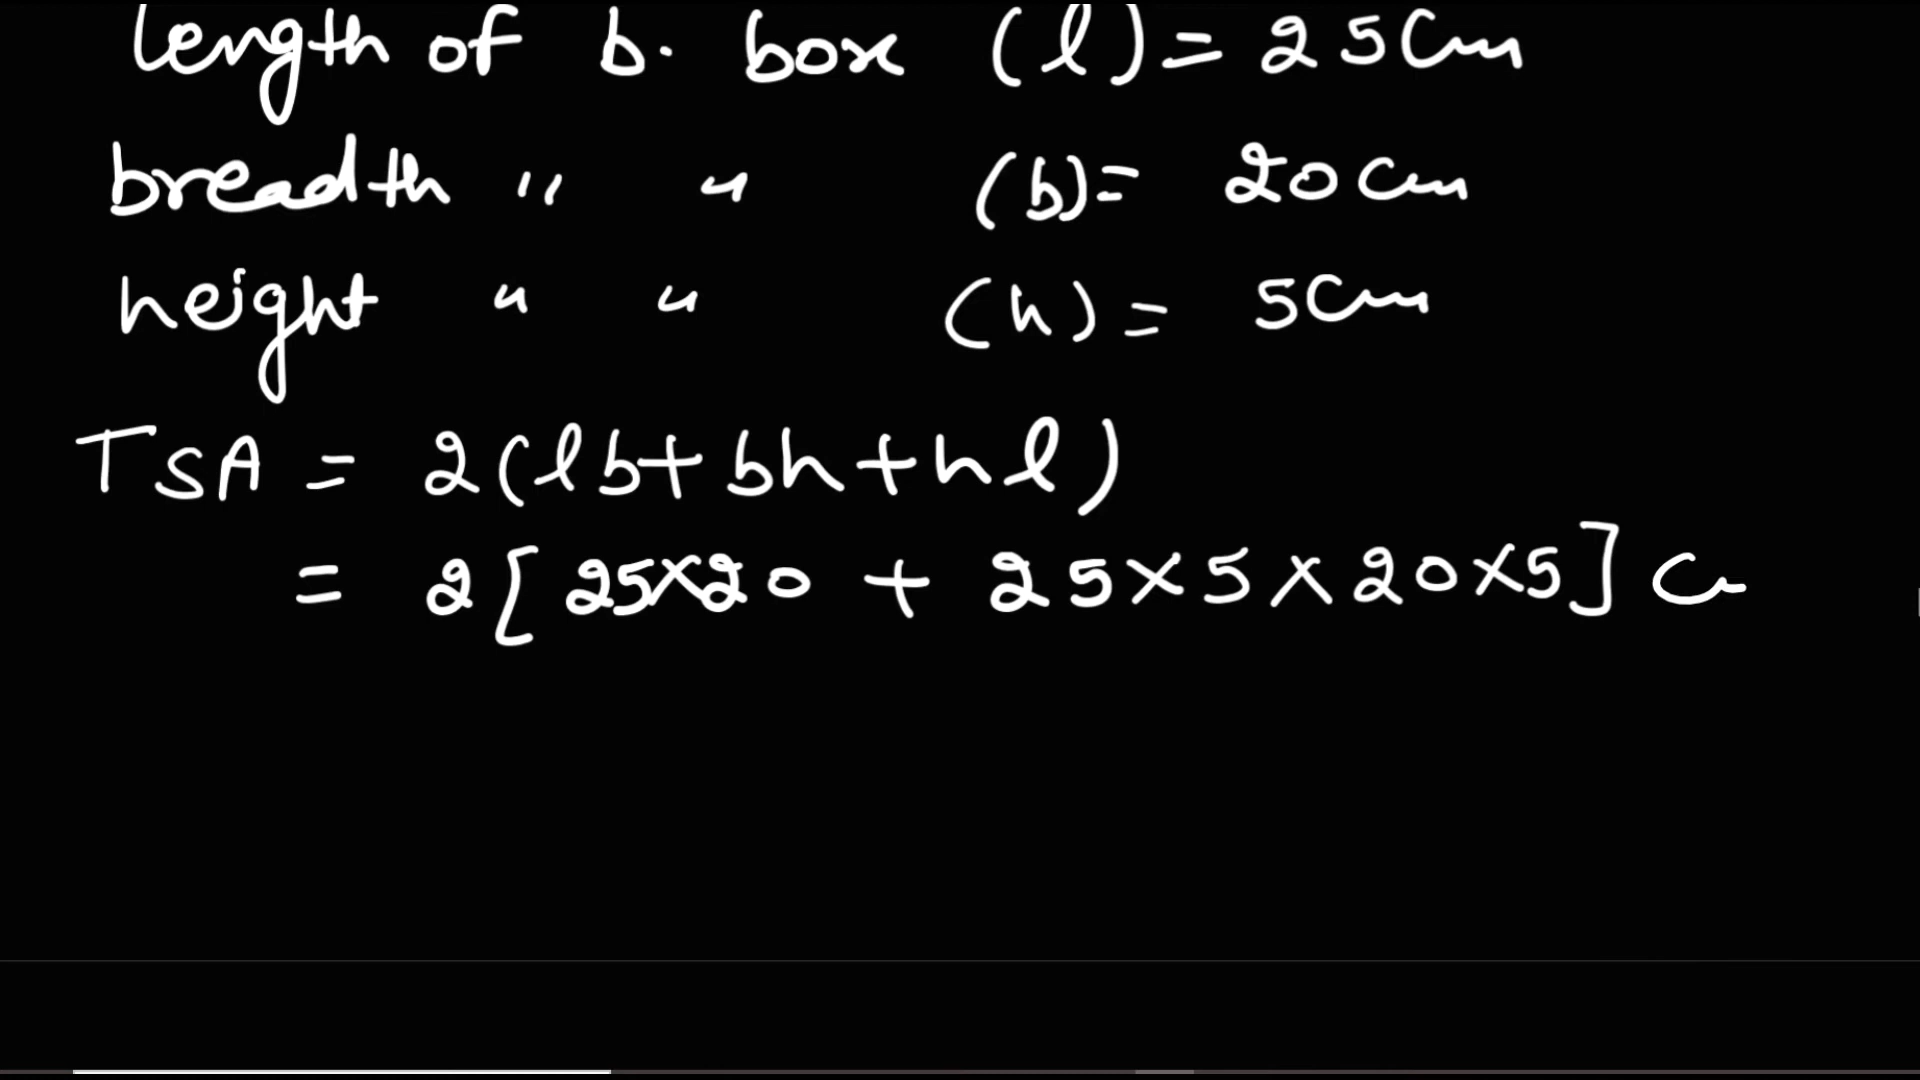 length of b. box (l) = 25cm
breadth " " (b) = 20cm
height " " (h) = 5cm
TSA = 2(lb+bh+hl)
= 2[25×20 + 25×5×20×5] c